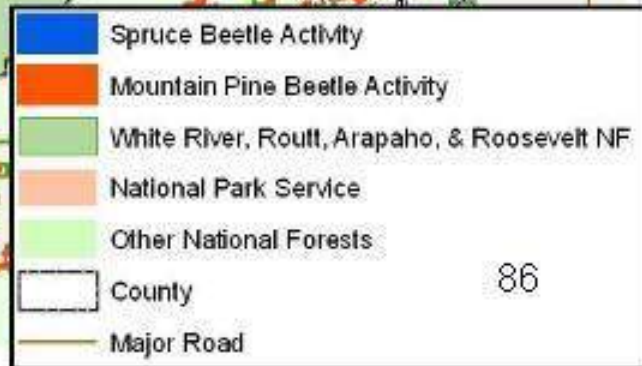 Spruce Beetle Activity
Mountain Pine Beetle Activity
White River, Routt, Arapaho, & Roosevelt NF
National Park Service
Other National Forests
County
86
Major Road